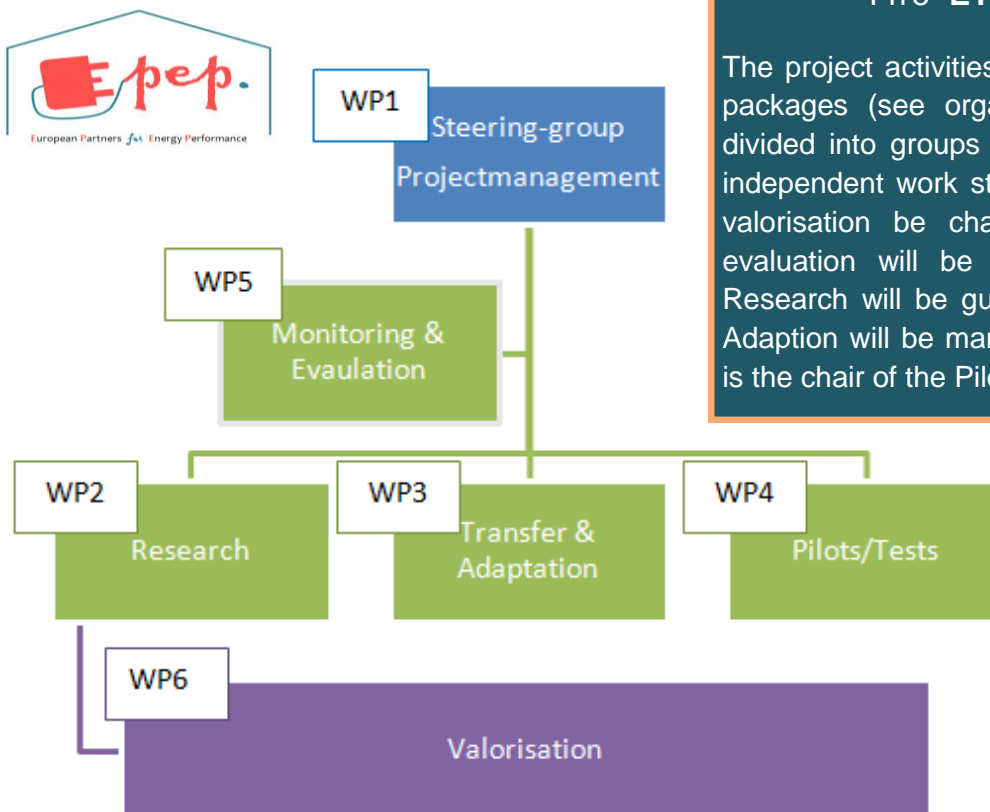 Epep.
European Partners for Energy Performance
The project activities
packages (see orga
divided into groups
independent work st
valorisation be cha
evaluation will be
Research will be gu
Adaption will be mar
is the chair of the Pil
WP1
Steering-group
Projectmanagement
WP5
Monitoring &
Evaulation
WP2
Research
WP3
Transfer &
Adaptation
WP4
Pilots/Tests
WP6
Valorisation